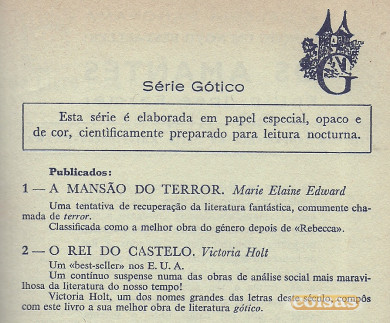 G
Série Gótico
Esta série é elaborada em papel especial, opaco e
de cor, cientìficamente preparado para leitura nocturna.
Publicados:
1 — A MANSÃO DO TERROR. Marie Elaine Edward
Uma tentativa de recuperação da literatura fantástica, comumente cha-
mada de terror.
Classificada como a melhor obra do género depois de «Rebecca».
2 — O REI DO CASTELO. Victoria Holt
Um «best-seller» nos E. U. A.
Um contínuo suspense numa das obras de análise social mais maravi-
lhosa da literatura do nosso tempo!
Victoria Holt, um dos nomes grandes das letras deste século, compôs
com este livro a sua melhor obra de literatura gótico.
coisas